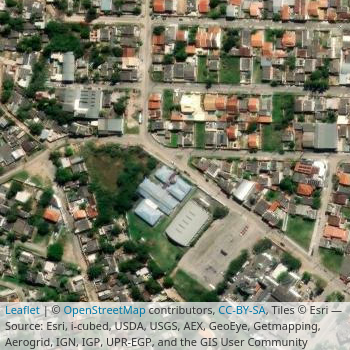 Leaflet | © OpenStreetMap contributors, CC-BY-SA, Tiles © Esri —
Source: Esri, i-cubed, USDA, USGS, AEX, GeoEye, Getmapping,
Aerogrid, IGN, IGP, UPR-EGP, and the GIS User Community